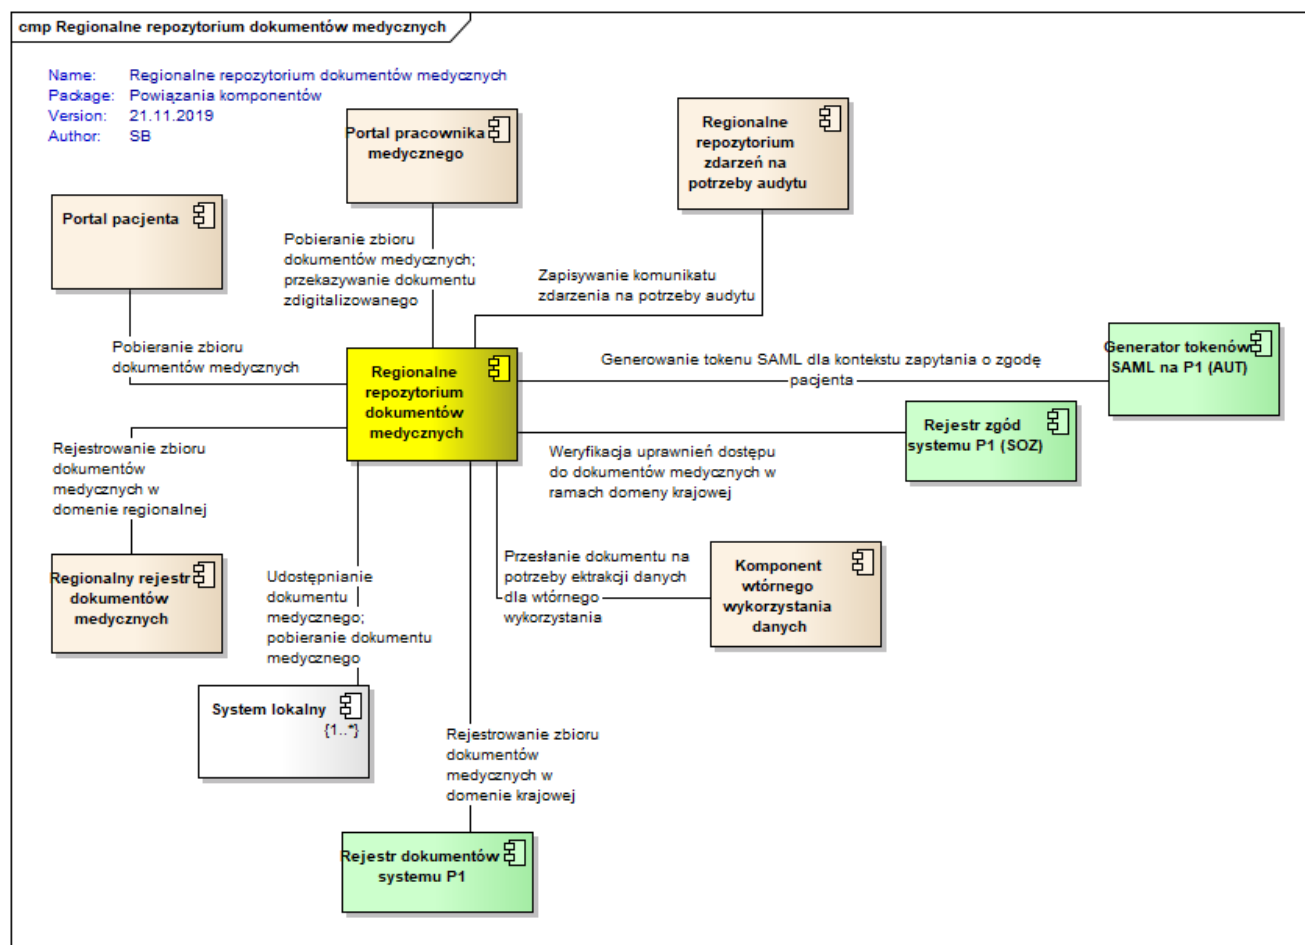 cmp Regionalne repozytorium dokumentów medycznych
Name: Regionalne repozytorium dokumentów medycznych
Package: Powiązania komponentów
Version: 21.11.2019
Author: SB
Portal pracownika
medycznego
Regionalne
repozytorium
zdarzeń na
potrzeby audytu
Portal pacjenta
Pobieranie zbioru
dokumentów medycznych;
przekazywanie dokumentu
zdigitalizowanego
Zapisywanie komunikatu
zdarzenia na potrzeby audytu
Pobieranie zbioru
dokumentów medycznych
Regionalne
repozytorium
dokumentów
medycznych
Generowanie tokenu SAML dla kontekstu zapytania o zgodę
pacjenta
Generator tokenów
SAML na P1 (AUT)
Rejestr zgód
systemu P1 (SOZ)
Rejestrowanie zbioru
dokumentów
medycznych w
domenie regionalnej
Weryfikacja uprawnień dostępu
do dokumentów medycznych w
ramach domeny krajowej
Regionalny rejestr
dokumentów
medycznych
Udostępnianie
dokumentu
medycznego;
pobieranie dokumentu
medycznego
Przesłanie dokumentu na
potrzeby ektrakcji danych
dla wtórnego
wykorzystania
Komponent
wtórnego
wykorzystania
danych
System lokalny
{1..*}
Rejestrowanie zbioru
dokumentów
medycznych w
domenie krajowej
Rejestr dokumentów
systemu P1